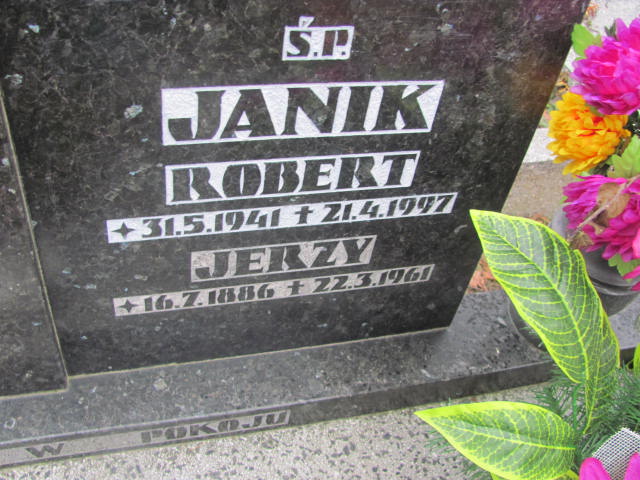 Ś.P.
JANIK
ROBERT
✦31.5.1941 ✝ 21.4.1997
JERZY
✦16.7.1886 ✝ 22.3.1961
W POKOJU